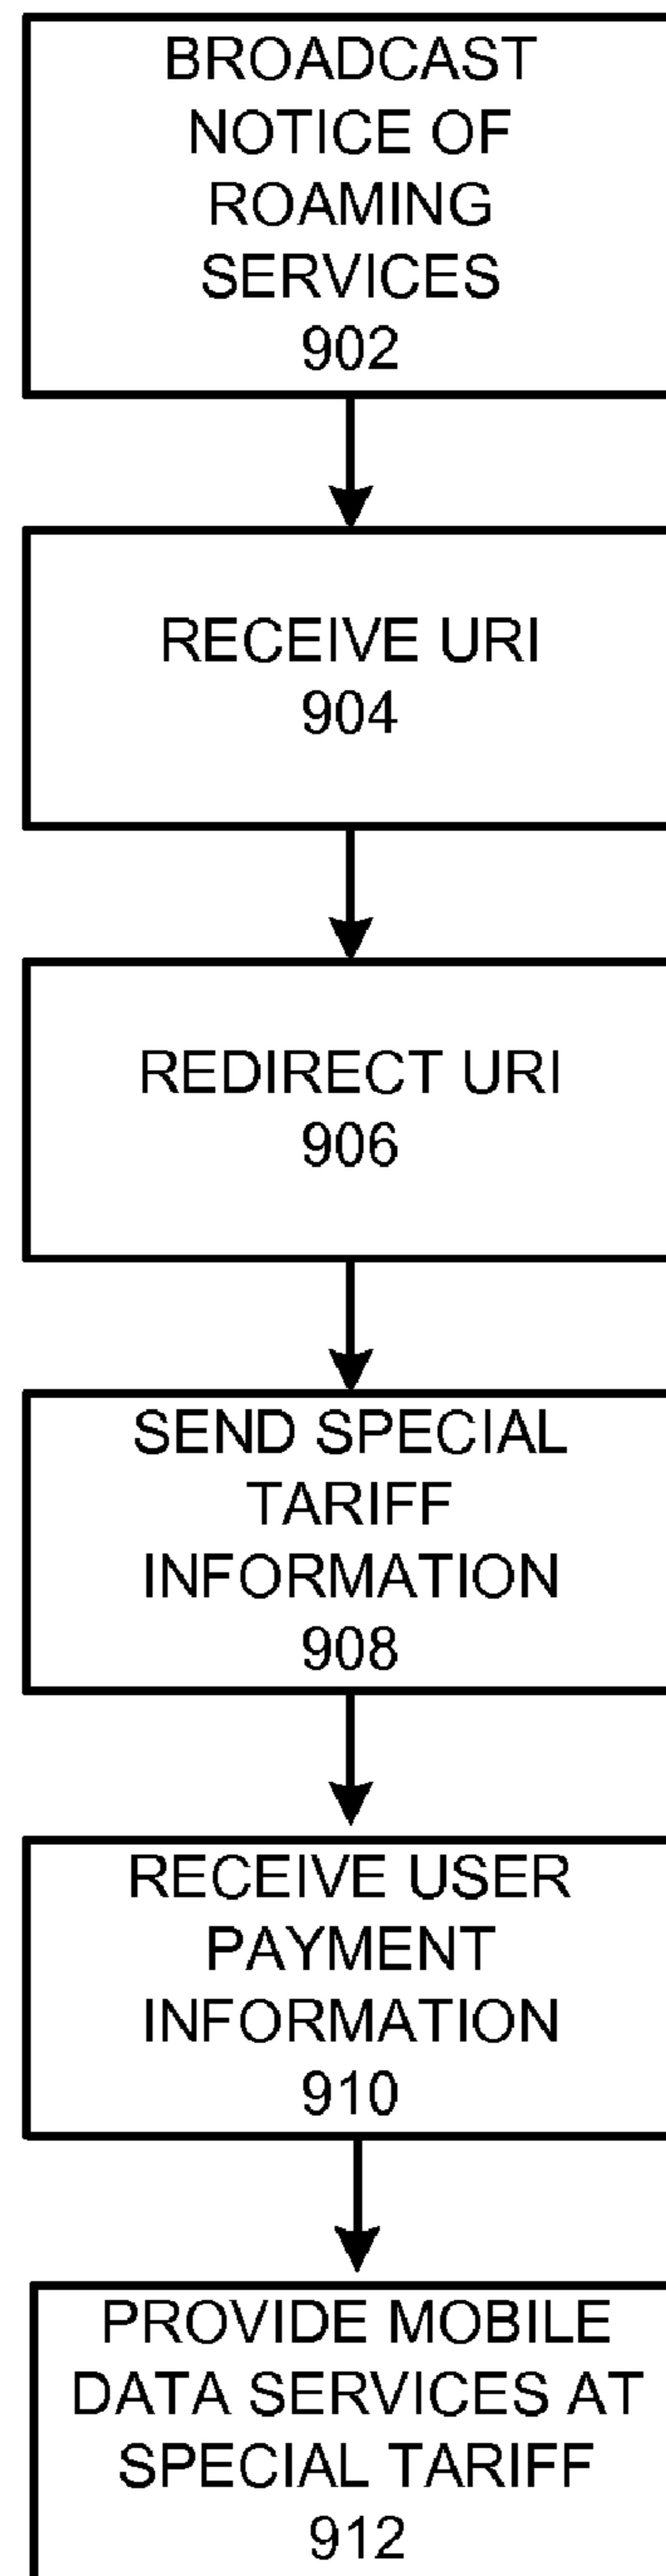 BROADCAST
NOTICE OF
ROAMING
SERVICES
902
RECEIVE URI
904
REDIRECT URI
906
SEND SPECIAL
TARIFF
INFORMATION
908
RECEIVE USER
PAYMENT
INFORMATION
910
PROVIDE MOBILE
DATA SERVICES AT
SPECIAL TARIFF
912